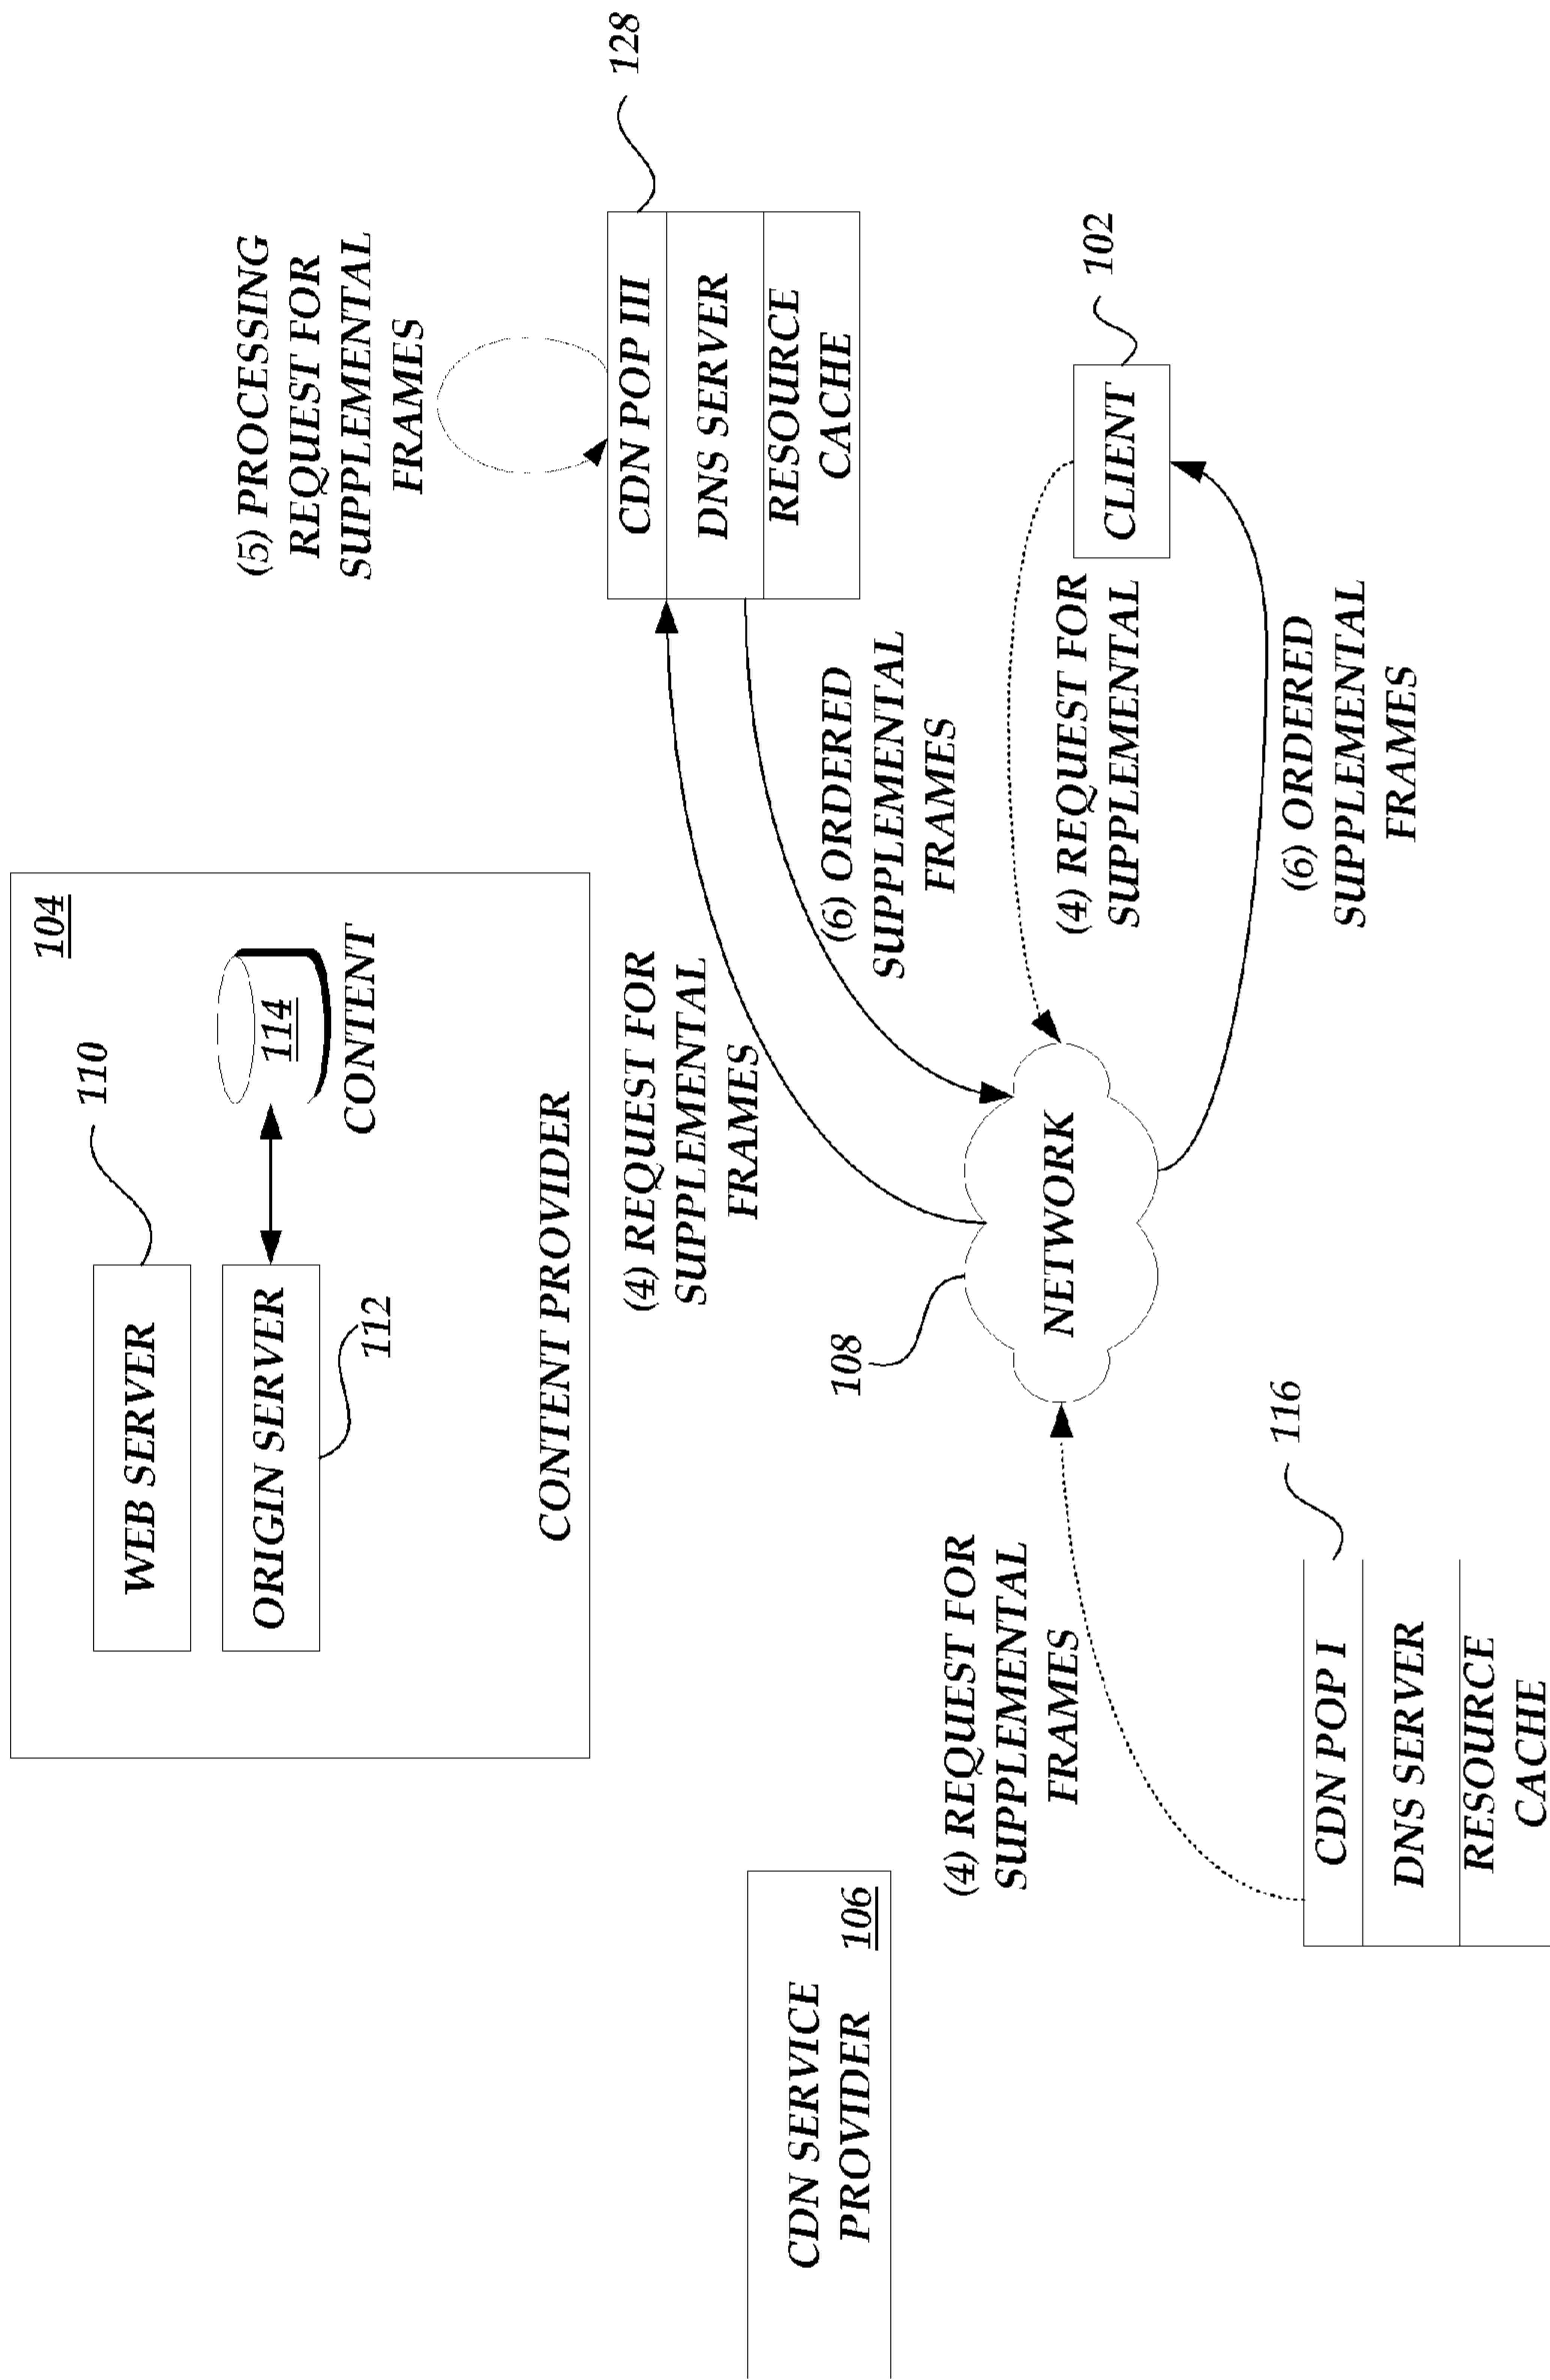 104
110
WEB SERVER
ORIGIN SERVER
114
112
CONTENT
CONTENT PROVIDER
(5) PROCESSING
REQUEST FOR
SUPPLEMENTAL
FRAMES
128
CDN POP III
DNS SERVER
RESOURCE
CACHE
(4) REQUEST FOR
SUPPLEMENTAL
FRAMES
(6) ORDERED
SUPPLEMENTAL
FRAMES
CDN SERVICE
PROVIDER
106
108
NETWORK
102
CLIENT
(4) REQUEST FOR
SUPPLEMENTAL
(4) REQUEST FOR
SUPPLEMENTAL
FRAMES
(6) ORDERED
SUPPLEMENTAL
FRAMES
116
CDN POP I
DNS SERVER
RESOURCE
CACHE